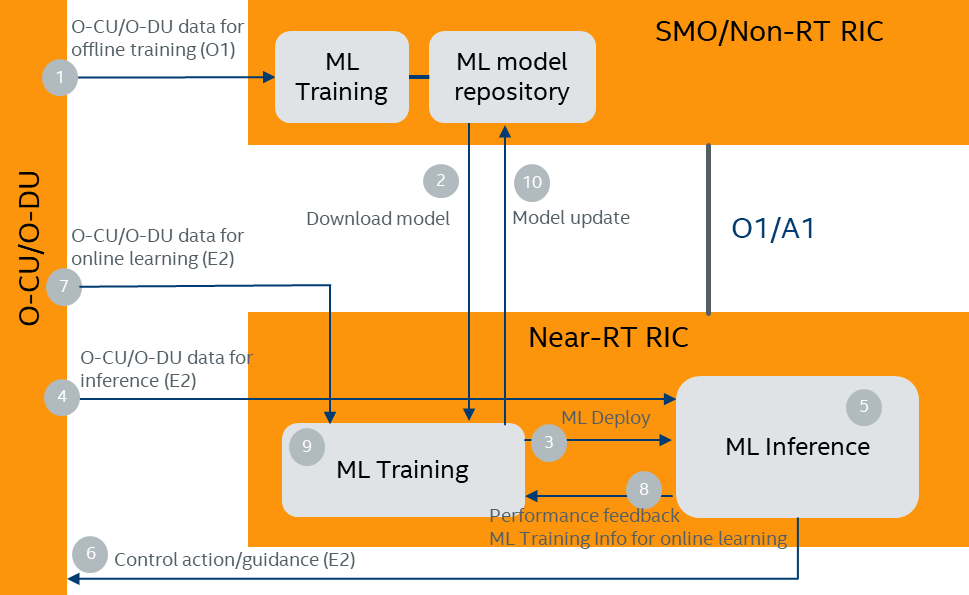 O-CU/O-DU data for
offline training (O1)
1
SMO/Non-RT RIC
ML
Training
ML model
repository
2
10
Download model
Model update
O-CU/O-DU
O1/A1
O-CU/O-DU data for
online learning (E2)
7
Near-RT RIC
O-CU/O-DU data for
inference (E2)
4
5
ML Deploy
3
9
ML Training
ML Inference
8
Performance feedback
ML Training Info for online learning
6
Control action/guidance (E2)